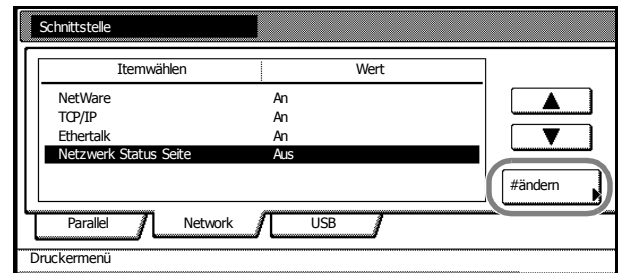 Schnittstelle
Itemwählen Wert
NetWare An
TCP/IP An
Ethertalk An
Netzwerk Status Seite Aus
#ändern
Parallel Network USB
Druckermenü